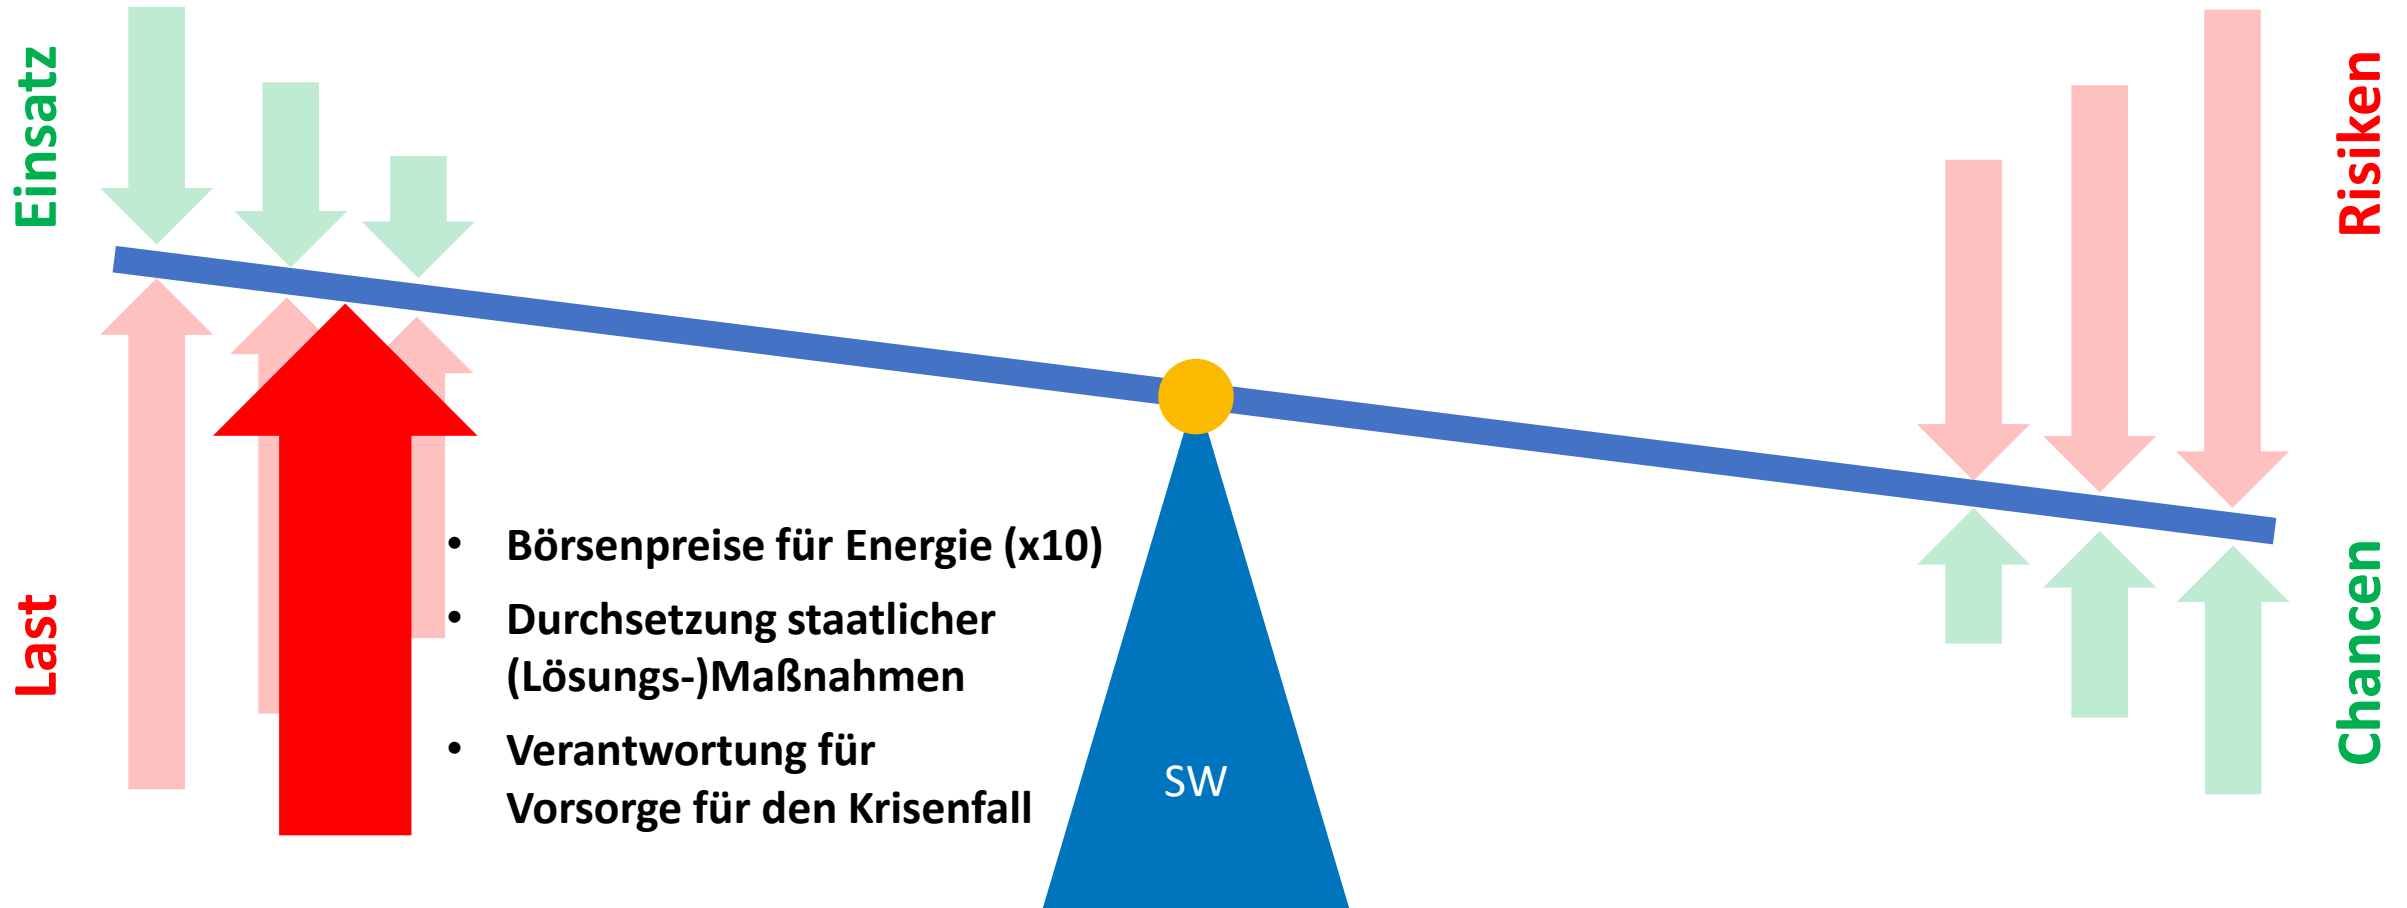 Einsatz
Risiken
Last
Chancen
• Börsenpreise für Energie (x10)
• Durchsetzung staatlicher
(Lösungs-)Maßnahmen
• Verantwortung für
Vorsorge für den Krisenfall
SW